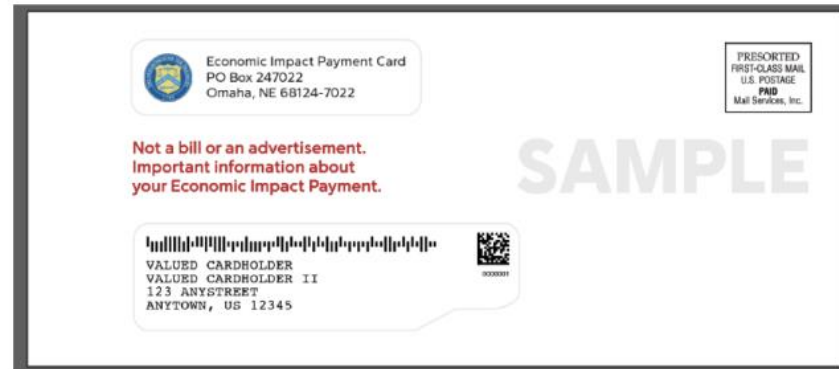 Economic Impact Payment Card
PO Box 247022
Omaha, NE 68124-7022
PRESORTED
FIRST-CLASS MAIL
U.S. POSTAGE
PAID
Mail Services, Inc.
Not a bill or an advertisement.
Important information about
your Economic Impact Payment.
SAMPLE
VALUED CARDHOLDER
VALUED CARDHOLDER II
123 ANYSTREET
ANYTOWN, US 12345
0000001